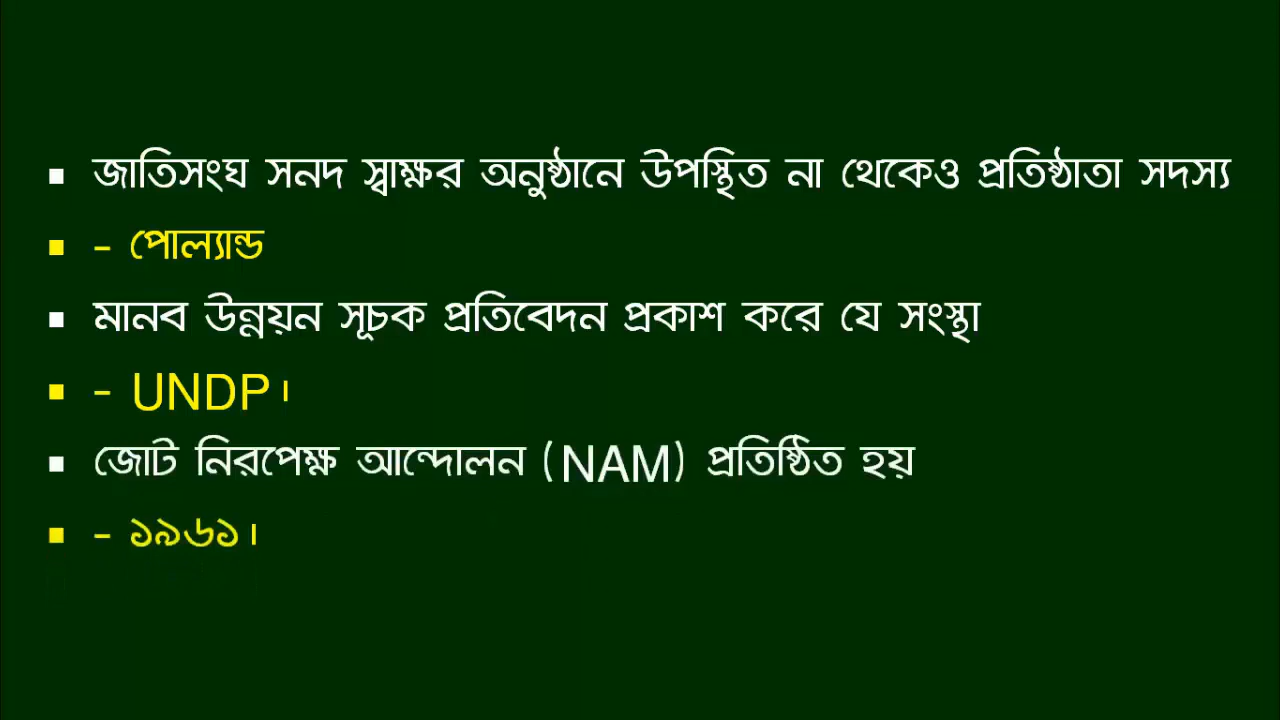 ▪ জাতিসংঘ সনদ স্বাক্ষর অনুষ্ঠানে উপস্থিত না থেকেও প্রতিষ্ঠাতা সদস্য
▪ – পোল্যান্ড
▪ মানব উন্নয়ন সূচক প্রতিবেদন প্রকাশ করে যে সংস্থা
▪ – UNDP।
▪ জোট নিরপেক্ষ আন্দোলন (NAM) প্রতিষ্ঠিত হয়
▪ – ১৯৬১।